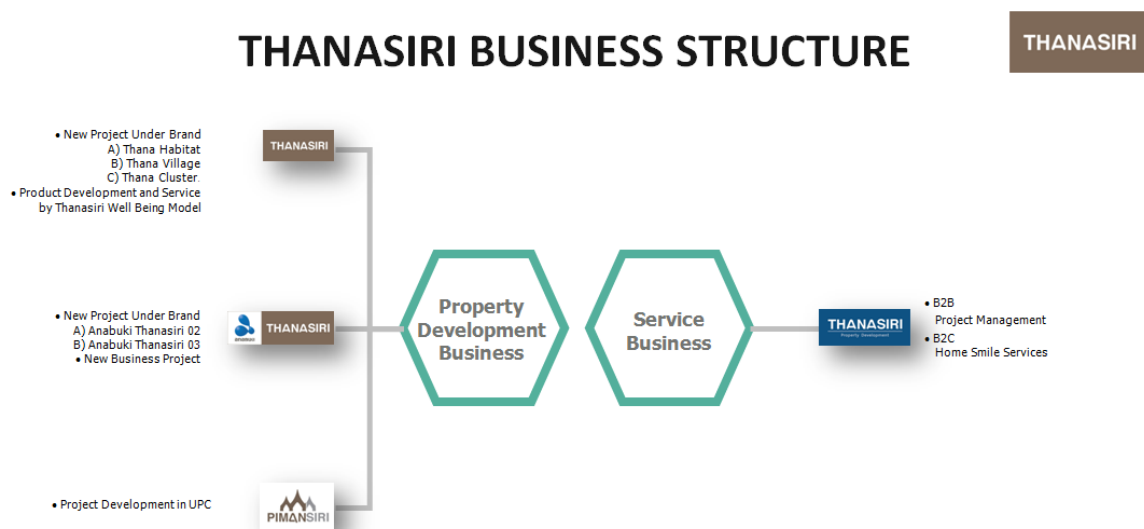 THANASIRI BUSINESS STRUCTURE
THANASIRI
• New Project Under Brand
A) Thana Habitat
B) Thana Village
C) Thana Cluster.
• Product Development and Service
by Thanasiri Well Being Model
THANASIRI
• New Project Under Brand
A) Anabuki Thanasiri 02
B) Anabuki Thanasiri 03
• New Business Project
THANASIRI
• Project Development in UPC
PIMANSIRI
Property
Development
Business
Service
Business
THANASIRI
Property Development
• B2B
Project Management
• B2C
Home Smile Services